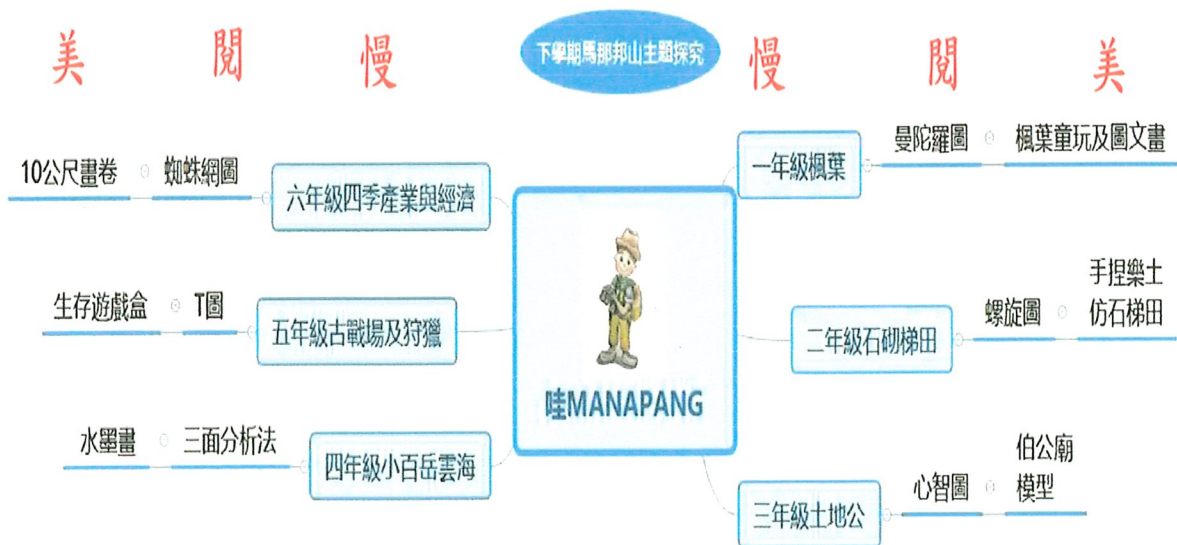 下學期馬那邦山主題探究
美 閱 慢
慢 閱 美
哇MANAPANG
一年級楓葉
曼陀羅圖
楓葉童玩及圖文畫
二年級石砌梯田
螺旋圖
手捏樂土
仿石梯田
三年級土地公
心智圖
伯公廟
模型
四年級小百岳雲海
三面分析法
水墨畫
五年級古戰場及狩獵
T圖
生存遊戲盒
六年級四季產業與經濟
蜘蛛網圖
10公尺畫卷